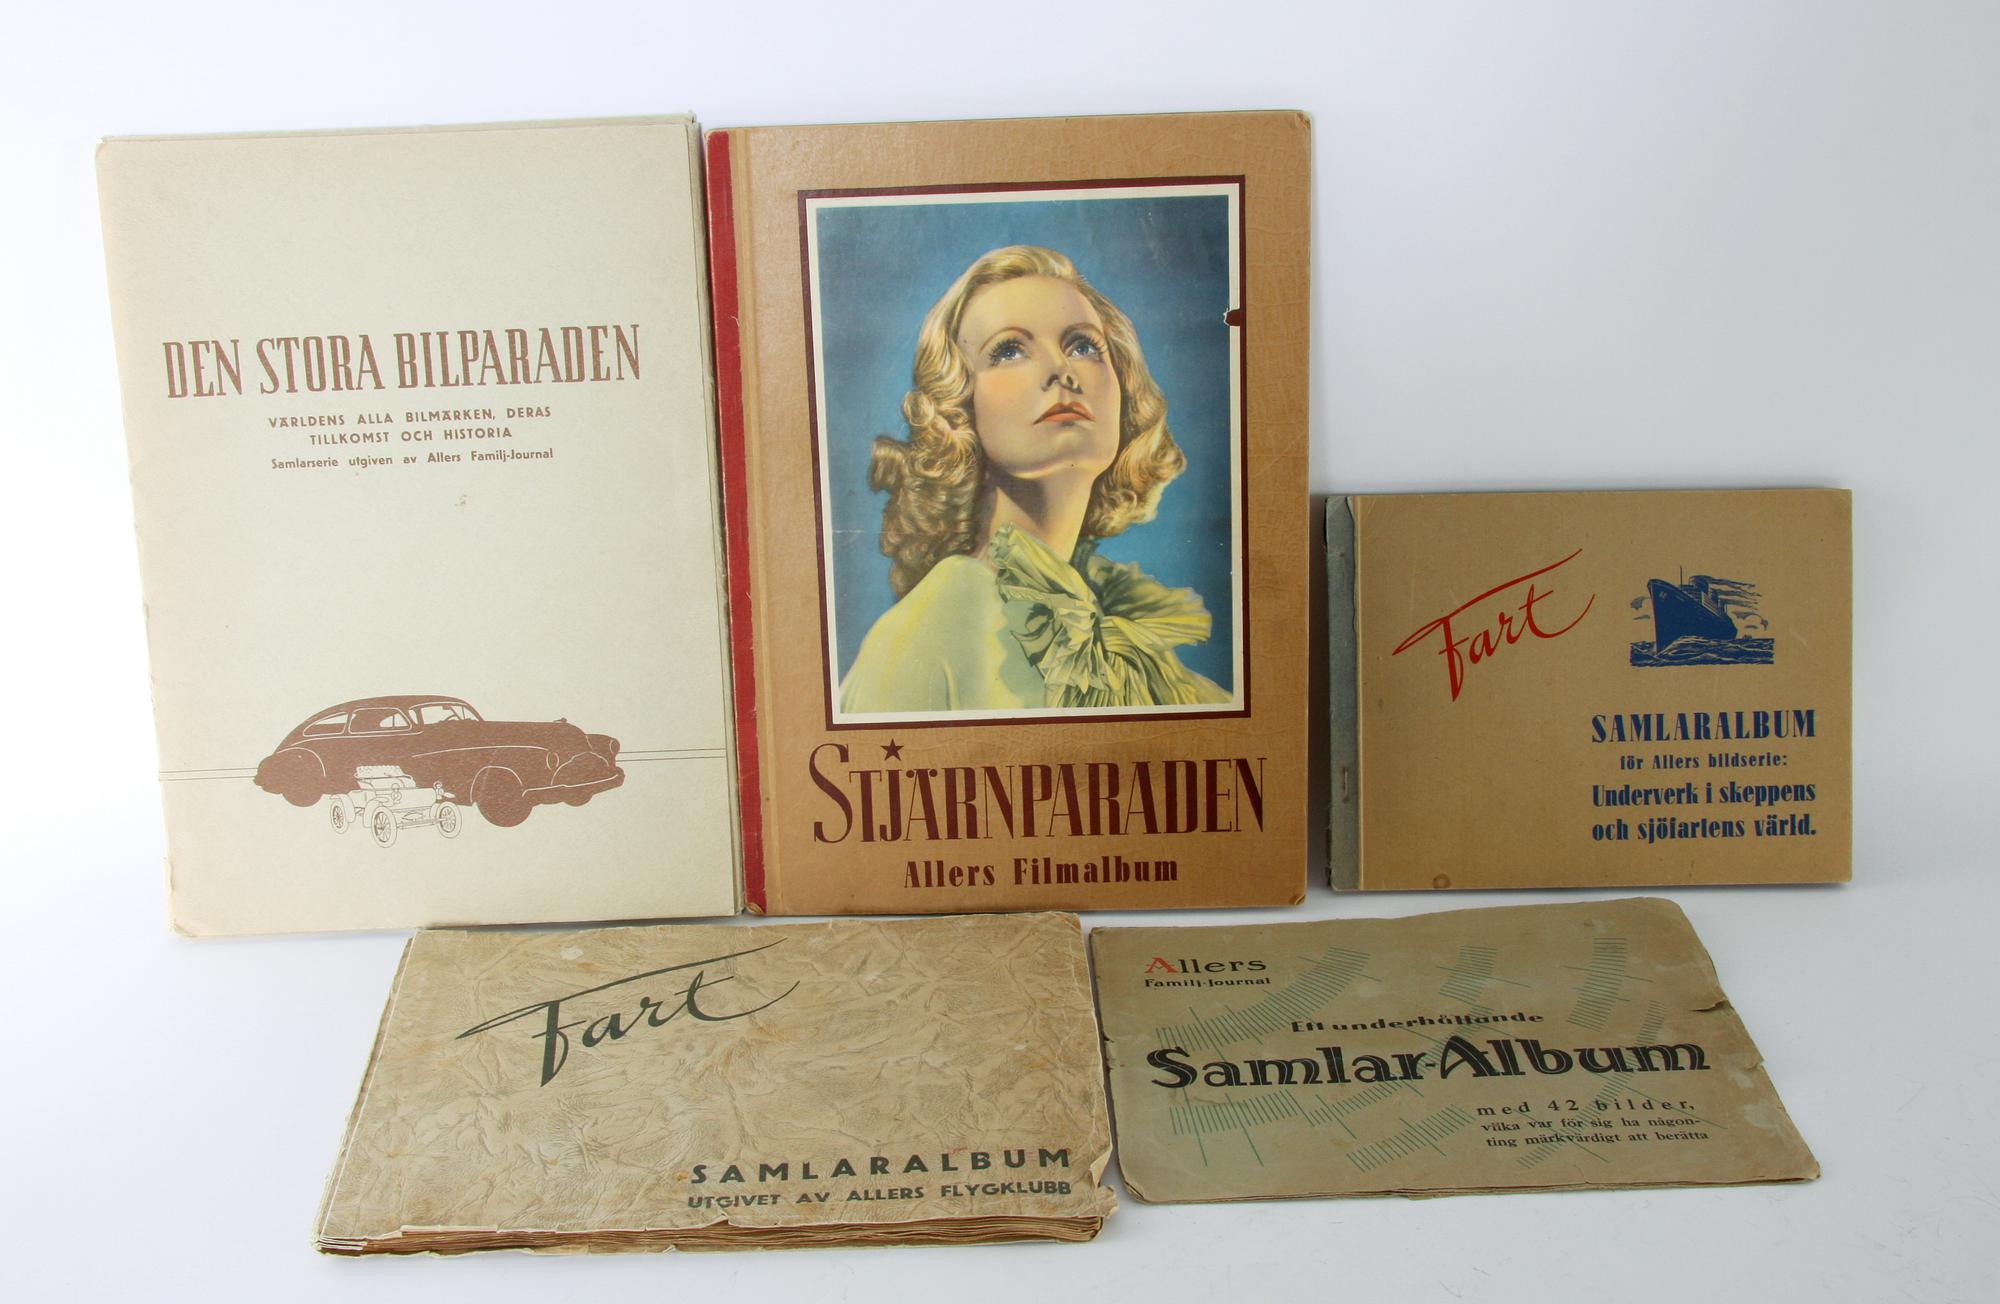 DEN STORA BILPARADEN
VÄRLDENS ALLA BILMÄRKEN, DERAS
TILLKOMST OCH HISTORIA
Samlarserie utgiven av Allers Familj-Journal
STJÄRNPARADEN
Allers Filmalbum
Fart
SAMLARALBUM
för Allers bildserie:
Underverk i skeppens
och sjöfartens värld.
Fart
SAMLARALBUM
UTGIVET AV ALLERS FLYGKLUBB
Allers
Familj-Journal
Ett underhållande
Samlar-Album
med 42 bilder,
vilka var för sig ha någon-
ting märkvärdigt att berätta